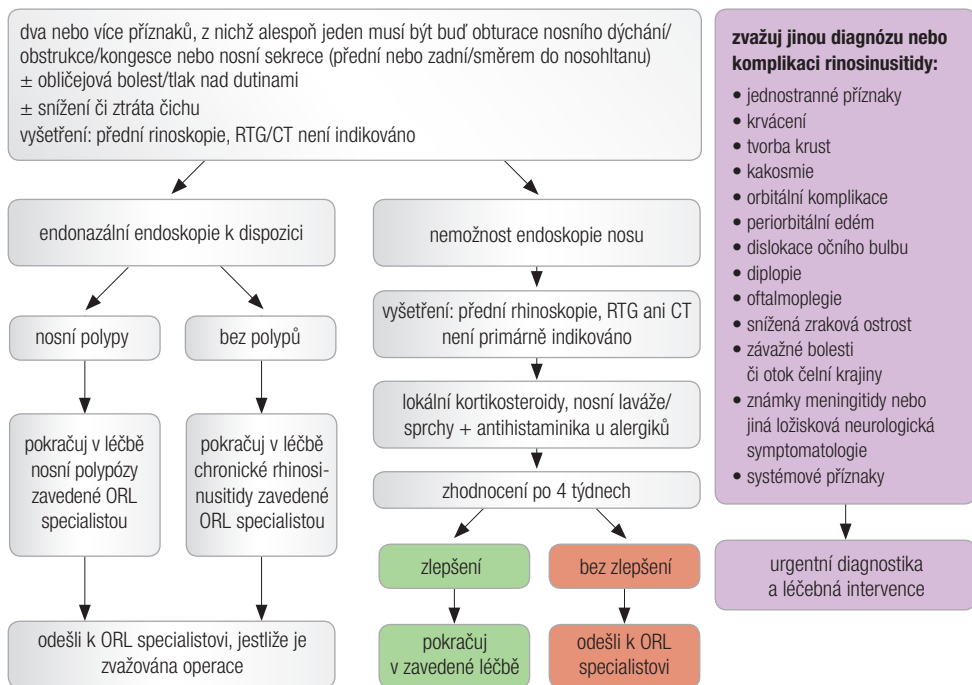 dva nebo více příznaků, z nichž alespoň jeden musí být buď obturace nosního dýchání/
obstrukce/kongesce nebo nosní sekrece (přední nebo zadní/směrem do nosohltanu)
± obličejová bolest/tlak nad dutinami
± snížení či ztráta čichu
vyšetření: přední rinoskopie, RTG/CT není indikováno
endonazální endoskopie k dispozici
nosní polypy
bez polypů
pokračuj v léčbě
nosní polypózy
zavedené ORL
specialistou
pokračuj v léčbě
chronické rhinosi-
nusitidy zavedené
ORL specialistou
odešli k ORL specialistovi, jestliže je
zvažována operace
nemožnost endoskopie nosu
vyšetření: přední rhinoskopie, RTG ani CT
není primárně indikováno
lokální kortikosteroidy, nosní laváže/
sprchy + antihistaminika u alergiků
zhodnocení po 4 týdnech
zlepšení
bez zlepšení
pokračuj
v zavedené léčbě
odešli k ORL
specialistovi
zvažuj jinou diagnózu nebo
komplikaci rinosinusitidy:
• jednostranné příznaky
• krvácení
• tvorba krust
• kakosmie
• orbitální komplikace
• periorbitální edém
• dislokace očního bulbu
• diplopie
• oftalmoplegie
• snížená zraková ostrost
• závažné bolesti
či otok čelní krajiny
• známky meningitidy nebo
jiná ložisková neurologická
symptomatologie
• systémové příznaky
urgentní diagnostika
a léčebná intervence